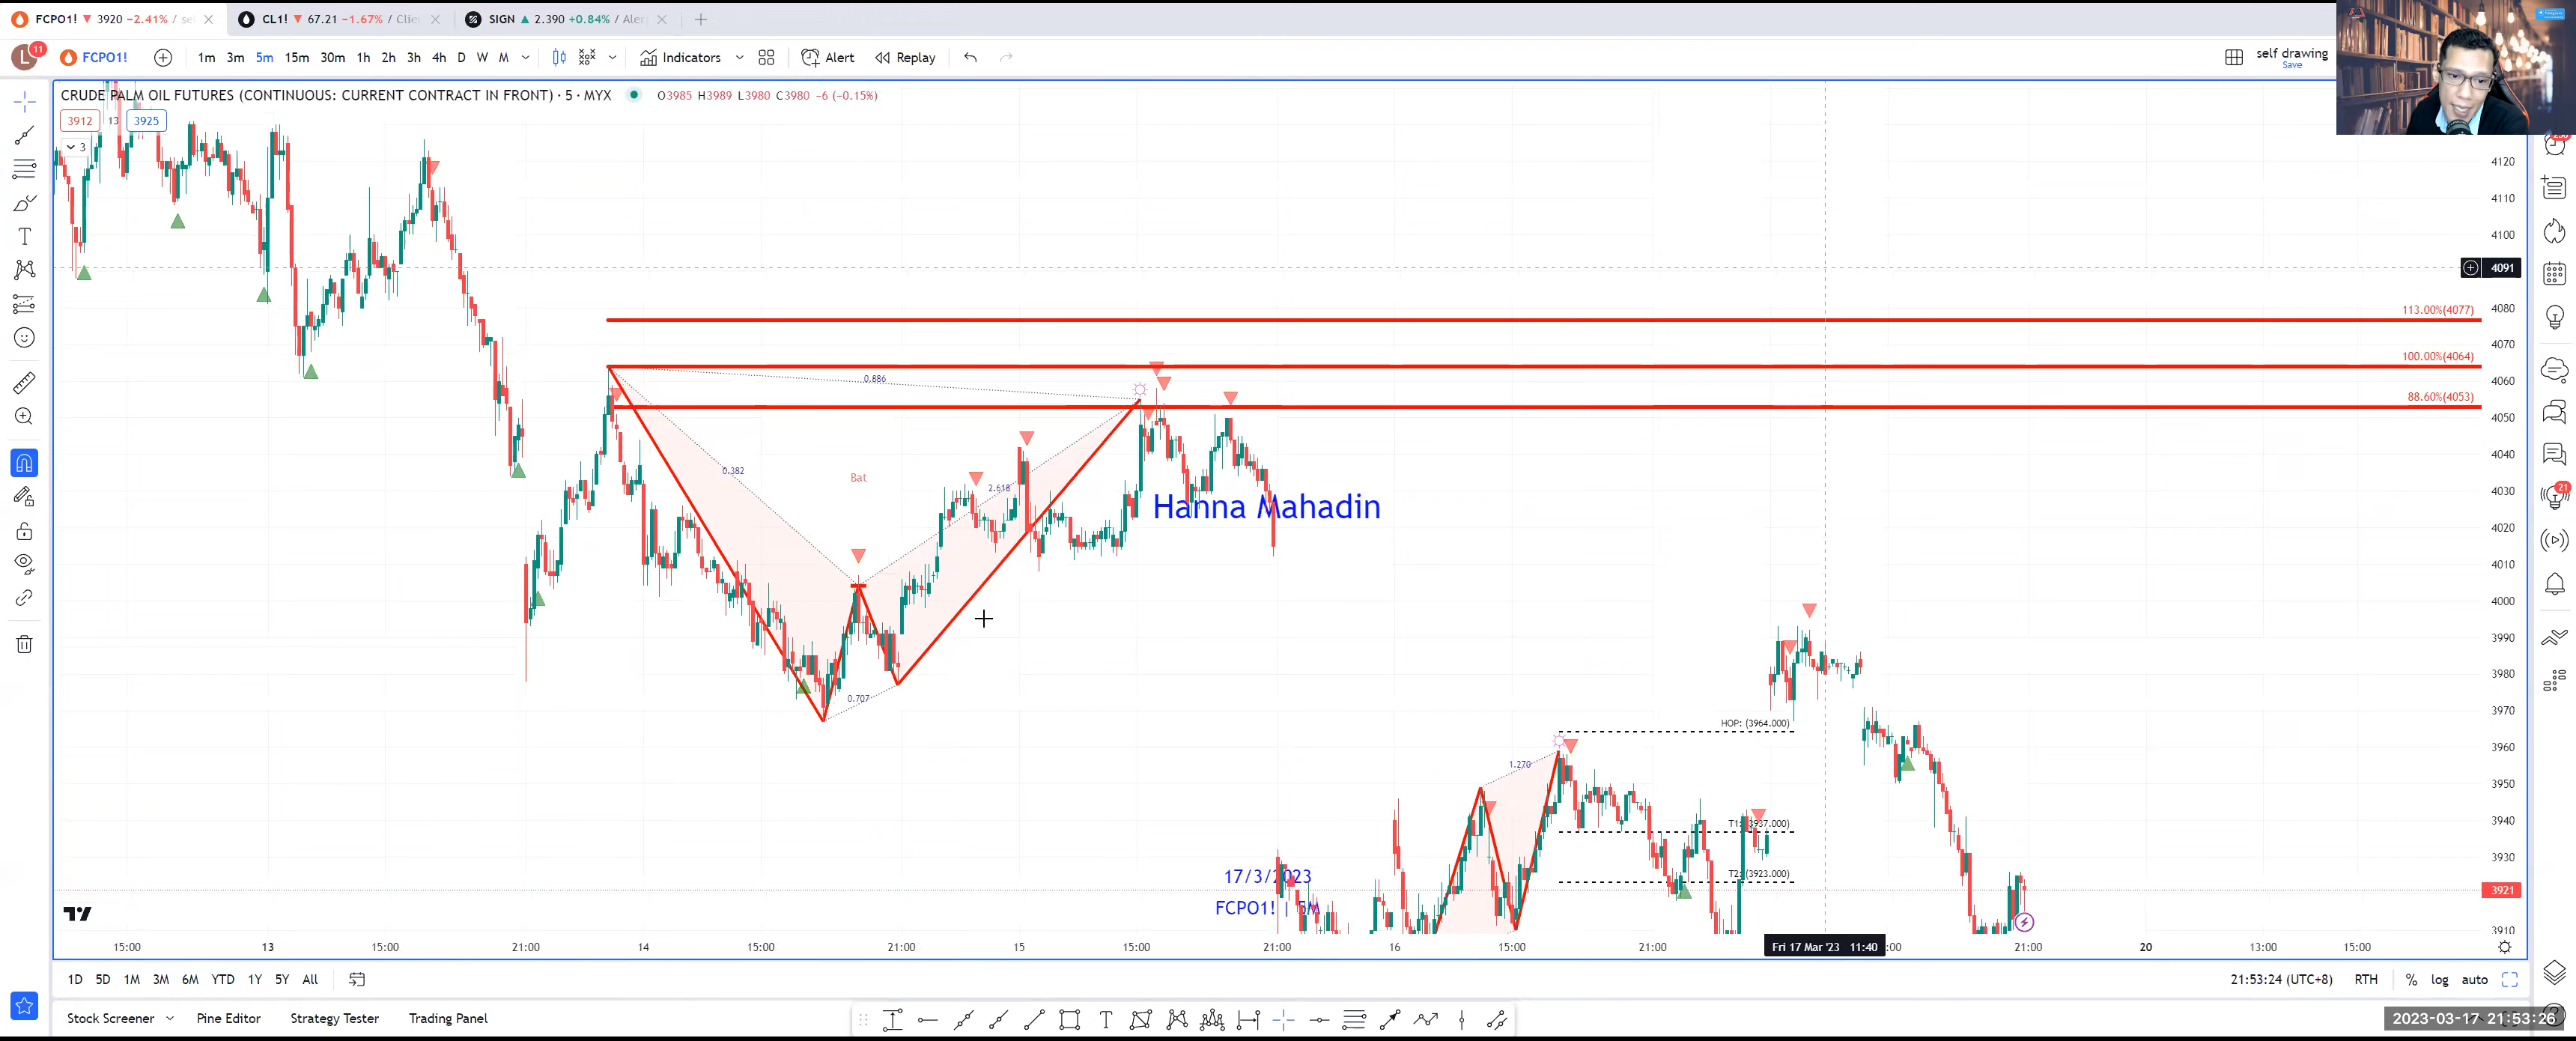 FCPO1! ▼ 3920 −2.41% / se
CL1! ▼ 67.21 −1.67% / Clie
SIGN ▲ 2.390 +0.84% / Aler
L 11
FCPO1!
1m 3m 5m 15m 30m 1h 2h 3h 4h D W M
Indicators
Alert
Replay
self drawing
Save
CRUDE PALM OIL FUTURES (CONTINUOUS: CURRENT CONTRACT IN FRONT) · 5 · MYX
O3985 H3989 L3980 C3980 −6 (−0.15%)
3912 13 3925
3
4120
4110
4100
4091
4080
4070
4060
4050
4040
4030
4020
4010
4000
3990
3980
3970
3960
3950
3940
3930
3921
3910
113.00%(4077)
100.00%(4064)
88.60%(4053)
0.886
0.382
Bat
2.618
0.707
Hanna Mahadin
HOP: (3964.000)
1.270
T1: (3937.000)
T2: (3923.000)
17/3/2023
FCPO1! | 5M
21
15:00 13 15:00 21:00 14 15:00 21:00 15 15:00 21:00 16 15:00 21:00 Fri 17 Mar '23 11:40 :00 21:00 20 13:00 15:00
1D 5D 1M 3M 6M YTD 1Y 5Y All
21:53:24 (UTC+8) RTH % log auto
Stock Screener Pine Editor Strategy Tester Trading Panel
2023-03-17 21:53:26